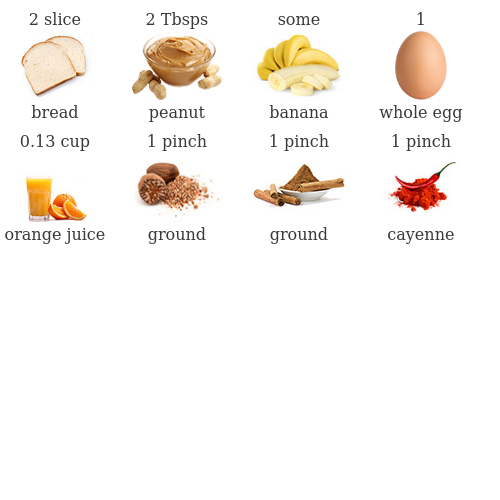 2 slice
2 Tbsps
some
1
bread
peanut
banana
whole egg
0.13 cup
1 pinch
1 pinch
1 pinch
orange juice
ground
ground
cayenne